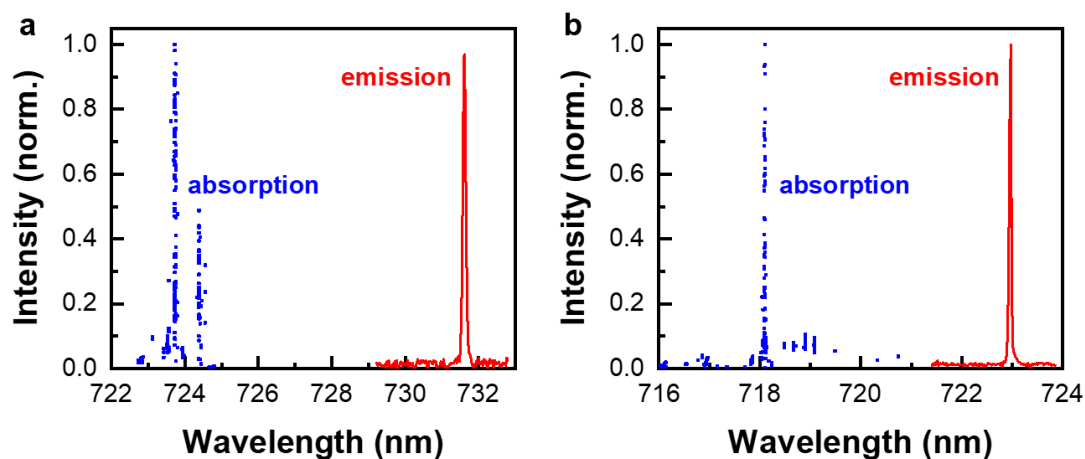 a
Intensity (norm.)
1.0
0.8
0.6
0.4
0.2
0.0
emission
absorption
722 724 726 728 730 732
Wavelength (nm)
b
Intensity (norm.)
1.0
0.8
0.6
0.4
0.2
0.0
emission
absorption
716 718 720 722 724
Wavelength (nm)